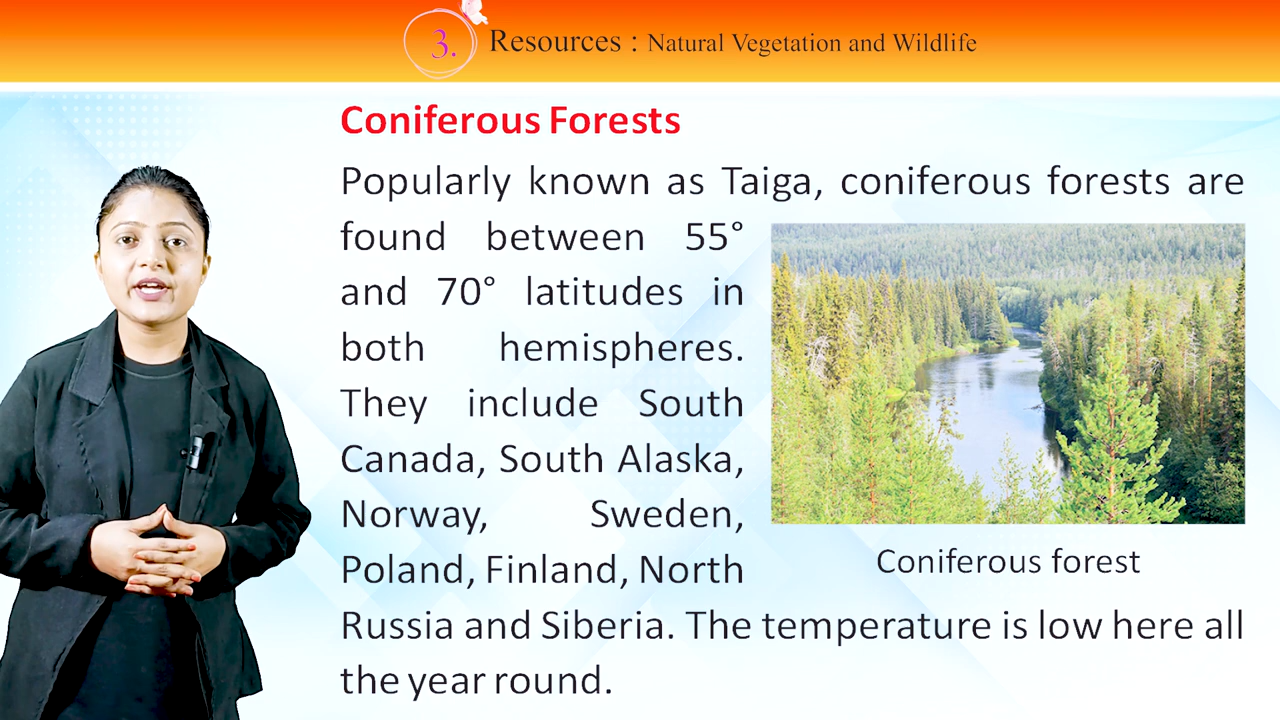 3. Resources : Natural Vegetation and Wildlife
Coniferous Forests
Popularly known as Taiga, coniferous forests are
found between 55°
and 70° latitudes in
both hemispheres.
They include South
Canada, South Alaska,
Norway, Sweden,
Poland, Finland, North
Russia and Siberia. The temperature is low here all
the year round.
Coniferous forest